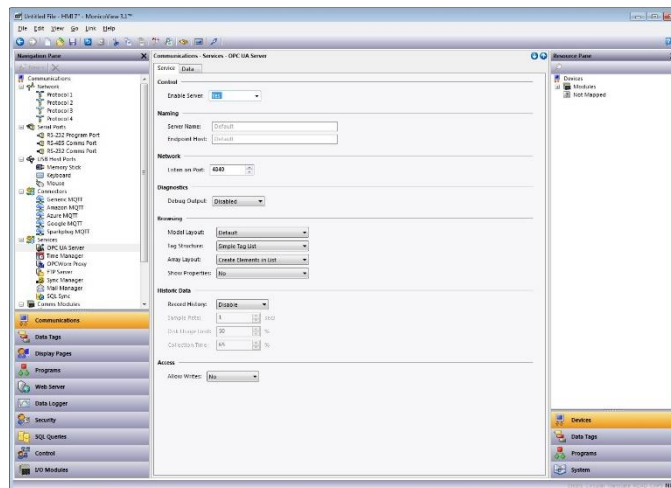 Untitled File - HMI 7" - MonicoView 3.1™
File Edit View Go Link Help
Navigation Pane
Communications
Network
Protocol 1
Protocol 2
Protocol 3
Protocol 4
Serial Ports
RS-232 Program Port
RS-485 Comms Port
RS-232 Comms Port
USB Host Ports
Memory Stick
Keyboard
Mouse
Connectors
Generic MQTT
Amazon MQTT
Azure MQTT
Google MQTT
Sparkplug MQTT
Services
OPC UA Server
Time Manager
OPCWorx Proxy
FTP Server
Sync Manager
Mail Manager
SQL Sync
Comms Modules
Communications
Data Tags
Display Pages
Programs
Web Server
Data Logger
Security
SQL Queries
Control
I/O Modules
Communications - Services - OPC UA Server
Service Data
Control
Enable Server: Yes
Naming
Server Name: Default
Endpoint Host: Default
Network
Listen on Port: 4840
Diagnostics
Debug Output: Disabled
Browsing
Model Layout: Default
Tag Structure: Simple Tag List
Array Layout: Create Elements in List
Show Properties: No
Historic Data
Record History: Disable
Sample Rate:
Disk Usage Limit: 30 %
Collection Time: %
Access
Allow Writes: No
Resource Pane
Devices
Modules
Not Mapped
Devices
Data Tags
Programs
System